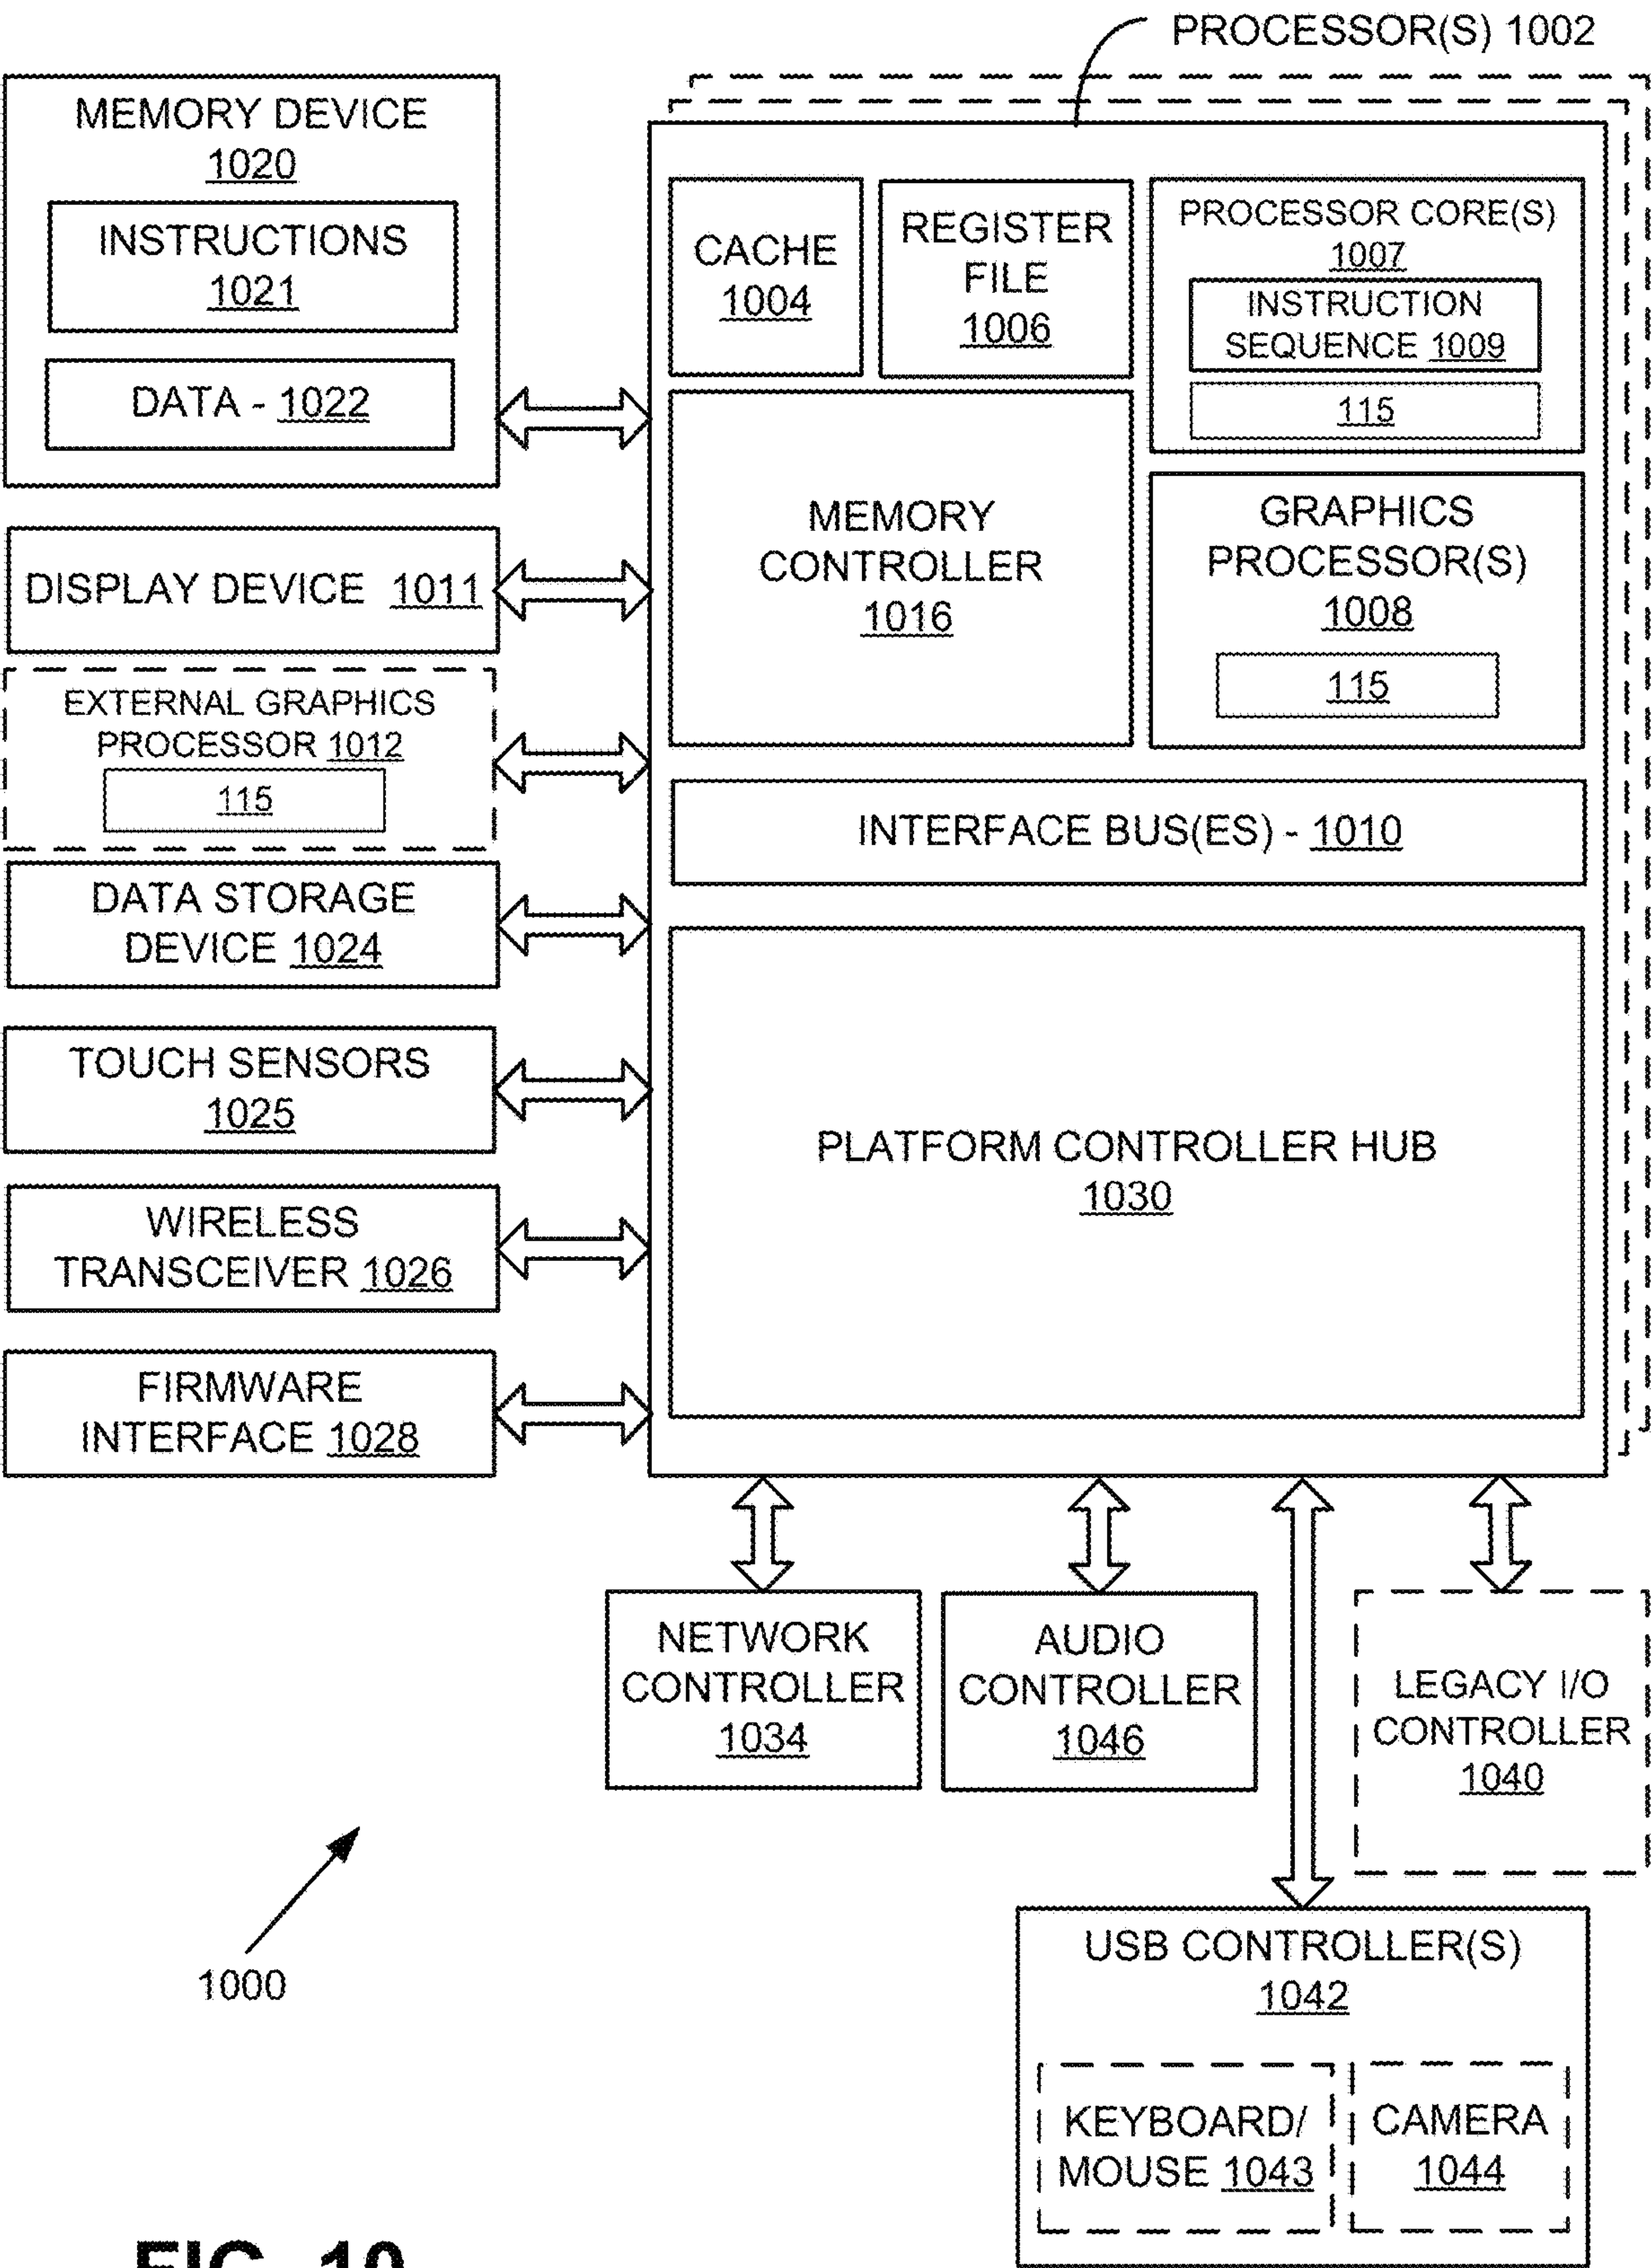 PROCESSOR(S) 1002
MEMORY DEVICE
1020
INSTRUCTIONS
1021
DATA - 1022
DISPLAY DEVICE 1011
EXTERNAL GRAPHICS
PROCESSOR 1012
115
DATA STORAGE
DEVICE 1024
TOUCH SENSORS
1025
WIRELESS
TRANSCEIVER 1026
FIRMWARE
INTERFACE 1028
CACHE
1004
REGISTER
FILE
1006
PROCESSOR CORE(S)
1007
INSTRUCTION
SEQUENCE 1009
115
MEMORY
CONTROLLER
1016
GRAPHICS
PROCESSOR(S)
1008
115
INTERFACE BUS(ES) - 1010
PLATFORM CONTROLLER HUB
1030
NETWORK
CONTROLLER
1034
AUDIO
CONTROLLER
1046
LEGACY I/O
CONTROLLER
1040
1000
USB CONTROLLER(S)
1042
KEYBOARD/
MOUSE 1043
CAMERA
1044
FIG. 10